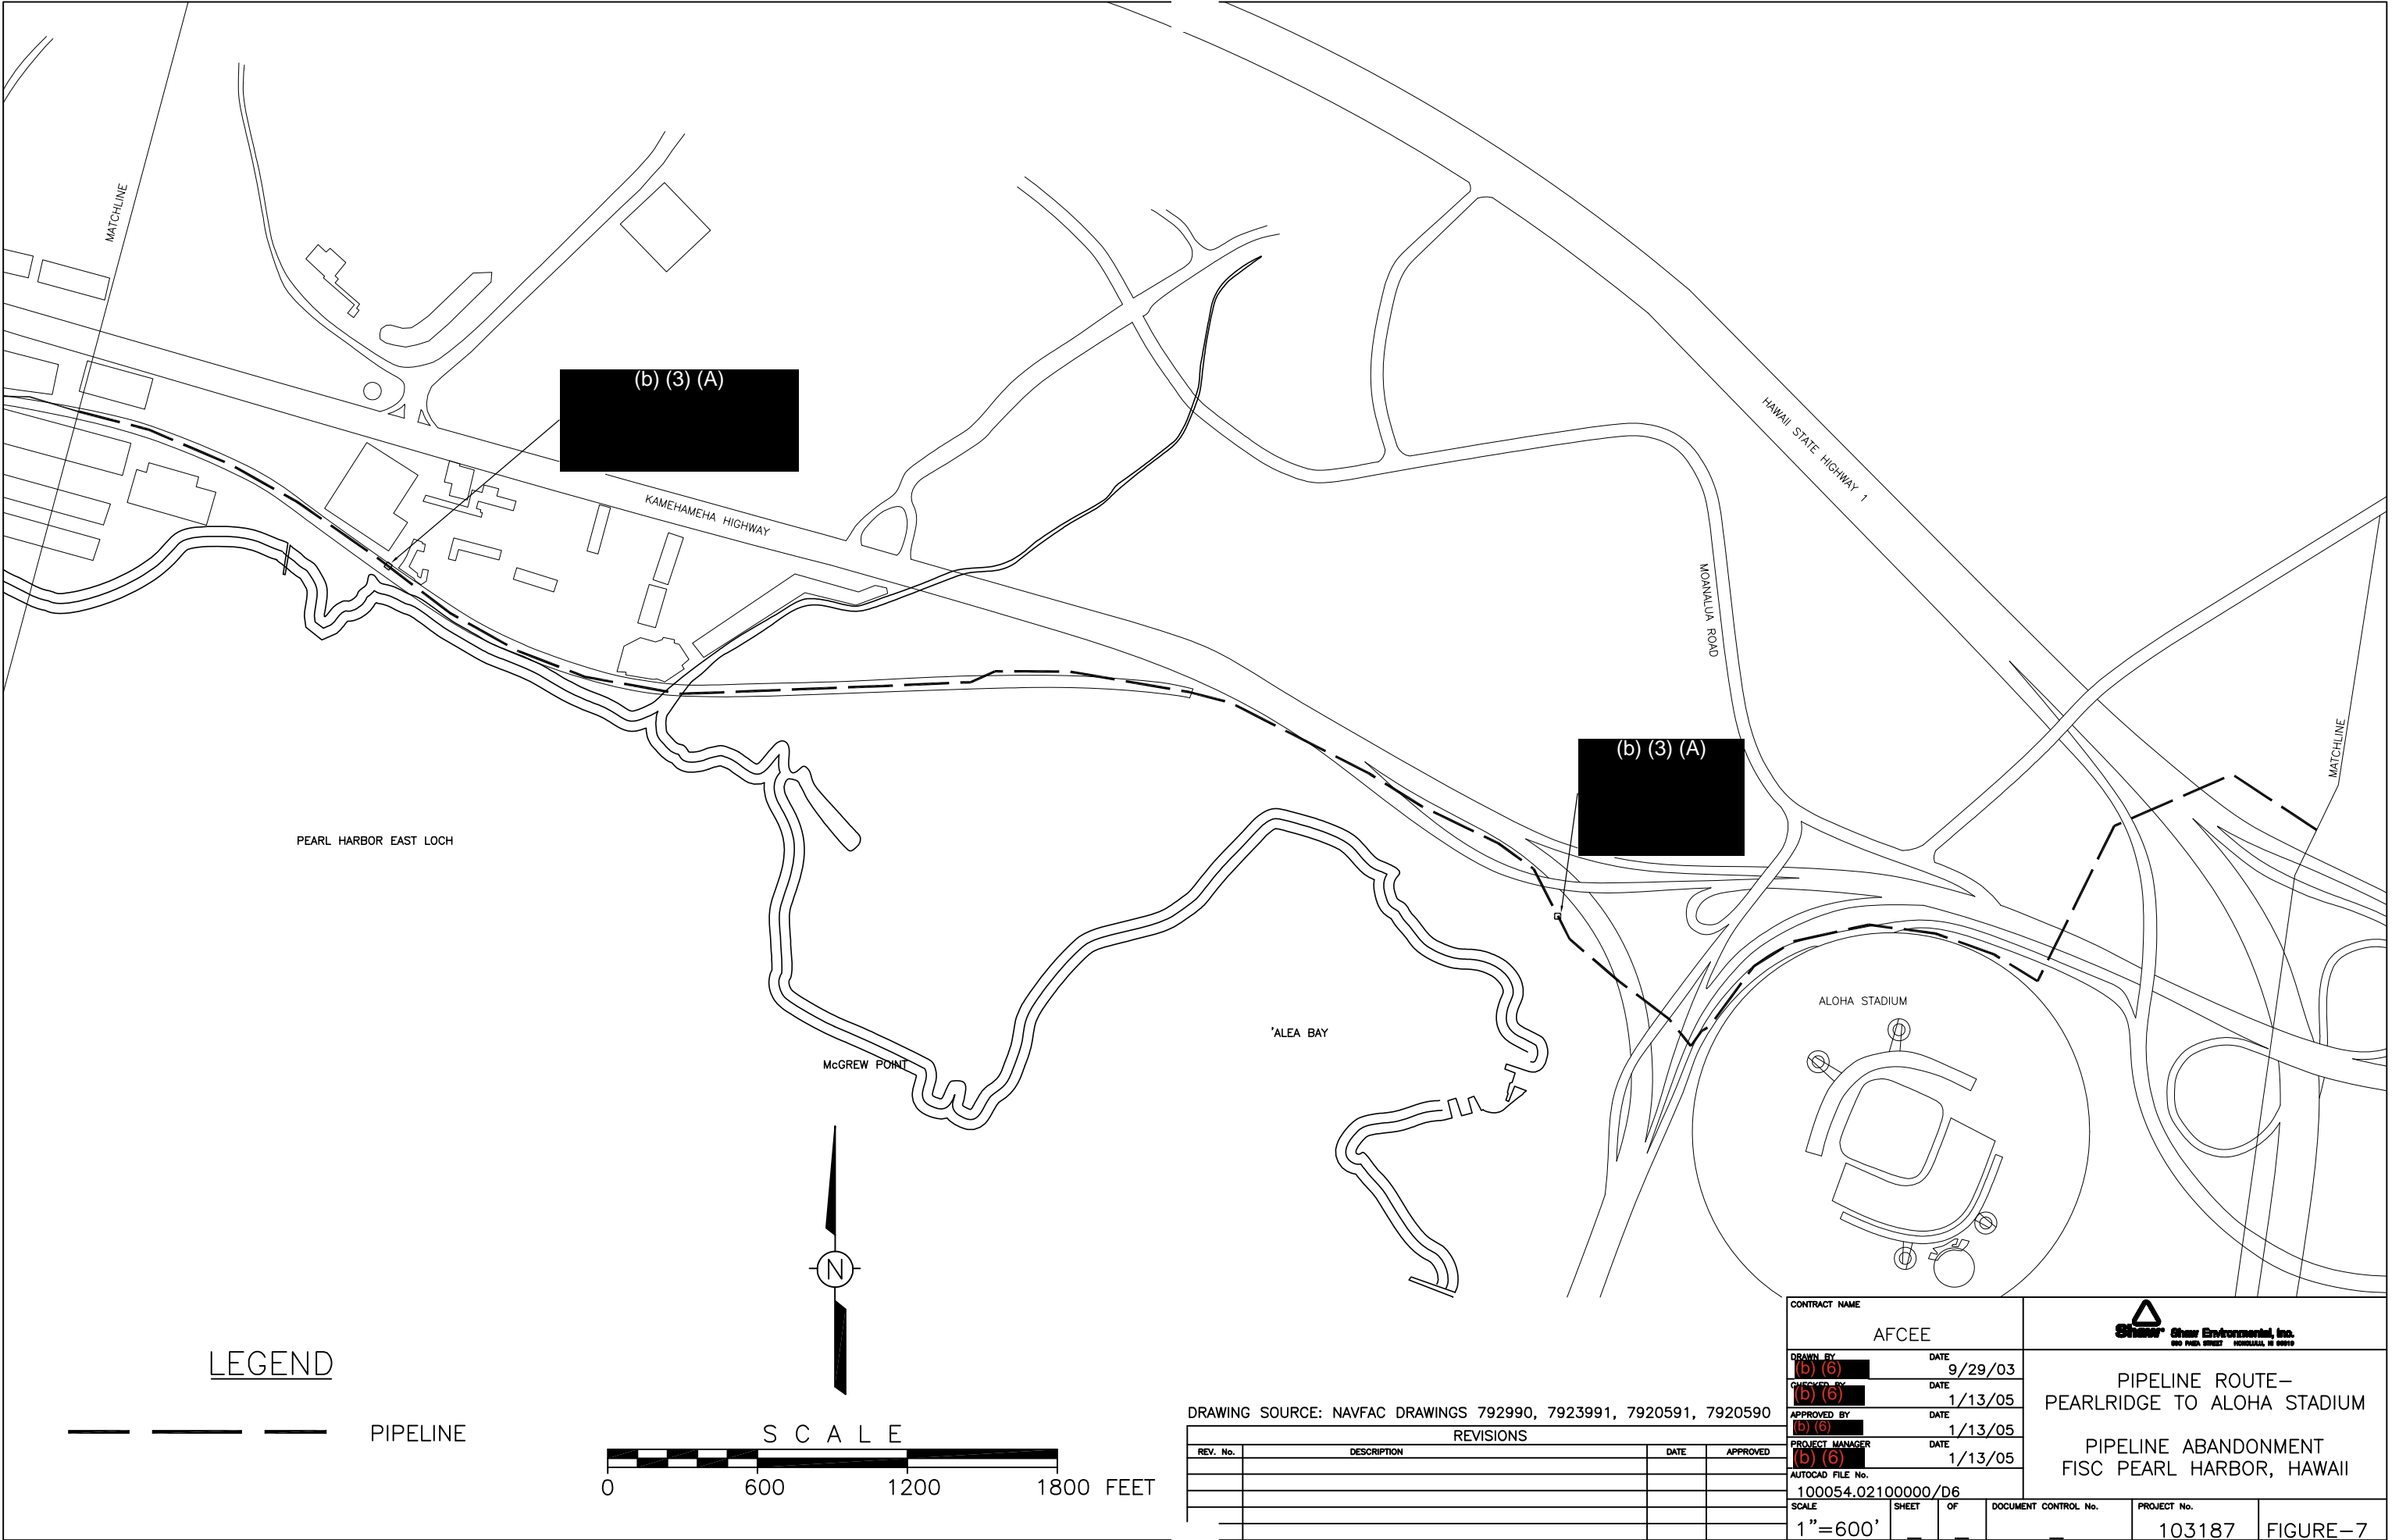 MATCHLINE
(b) (3) (A)
KAMEHAMEHA HIGHWAY
HAWAII STATE HIGHWAY 1
MOANALUA ROAD
(b) (3) (A)
MATCHLINE
PEARL HARBOR EAST LOCH
ALOHA STADIUM
'ALEA BAY
McGREW POINT
N
LEGEND
PIPELINE
S C A L E
0 600 1200 1800 FEET
DRAWING SOURCE: NAVFAC DRAWINGS 792990, 7923991, 7920591, 7920590
REVISIONS
REV. No. DESCRIPTION DATE APPROVED
CONTRACT NAME
AFCEE
DRAWN BY DATE
(b) (6) 9/29/03
CHECKED BY DATE
(b) (6) 1/13/05
APPROVED BY DATE
(b) (6) 1/13/05
PROJECT MANAGER DATE
(b) (6) 1/13/05
AUTOCAD FILE No.
100054.02100000/D6
Shaw Shaw Environmental, Inc.
PIPELINE ROUTE-
PEARLRIDGE TO ALOHA STADIUM
PIPELINE ABANDONMENT
FISC PEARL HARBOR, HAWAII
SCALE SHEET OF DOCUMENT CONTROL No. PROJECT No.
1"=600' _ _ _ 103187 FIGURE-7